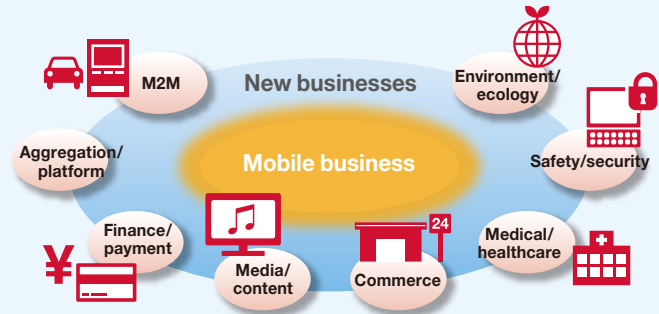 New businesses
Mobile business
M2M
Environment/
ecology
Aggregation/
platform
Safety/security
Finance/
payment
¥
Media/
content
24
Commerce
Medical/
healthcare